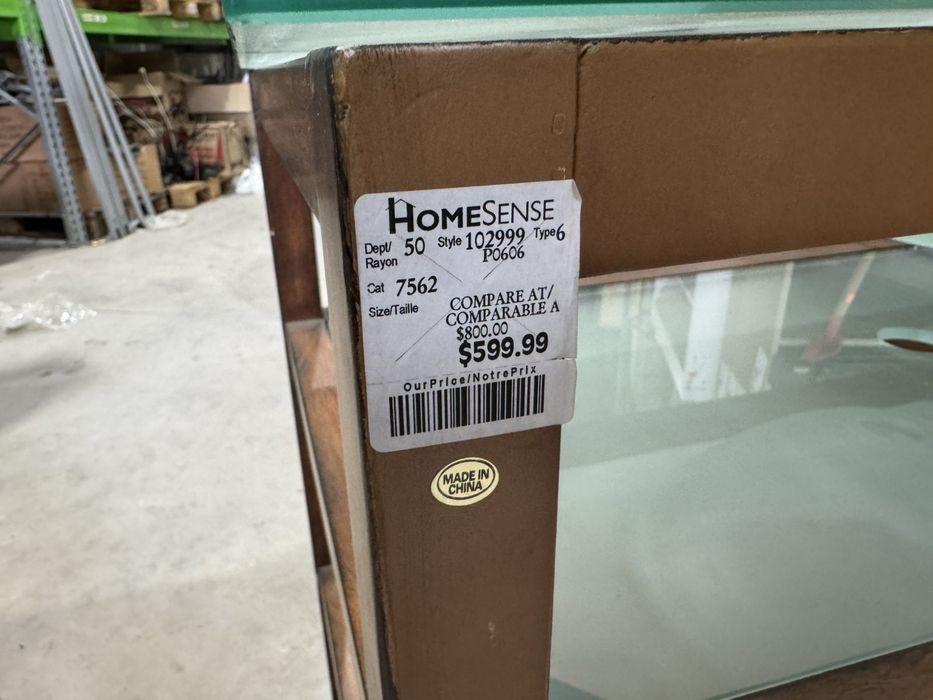 HOMESENSE
Dept/ Rayon 50 Style 102999 Type 6
P0606
Cat 7562
Size/Taille
COMPARE AT/
COMPARABLE A
$800.00
$599.99
OurPrice/NotrePrix
MADE IN
CHINA